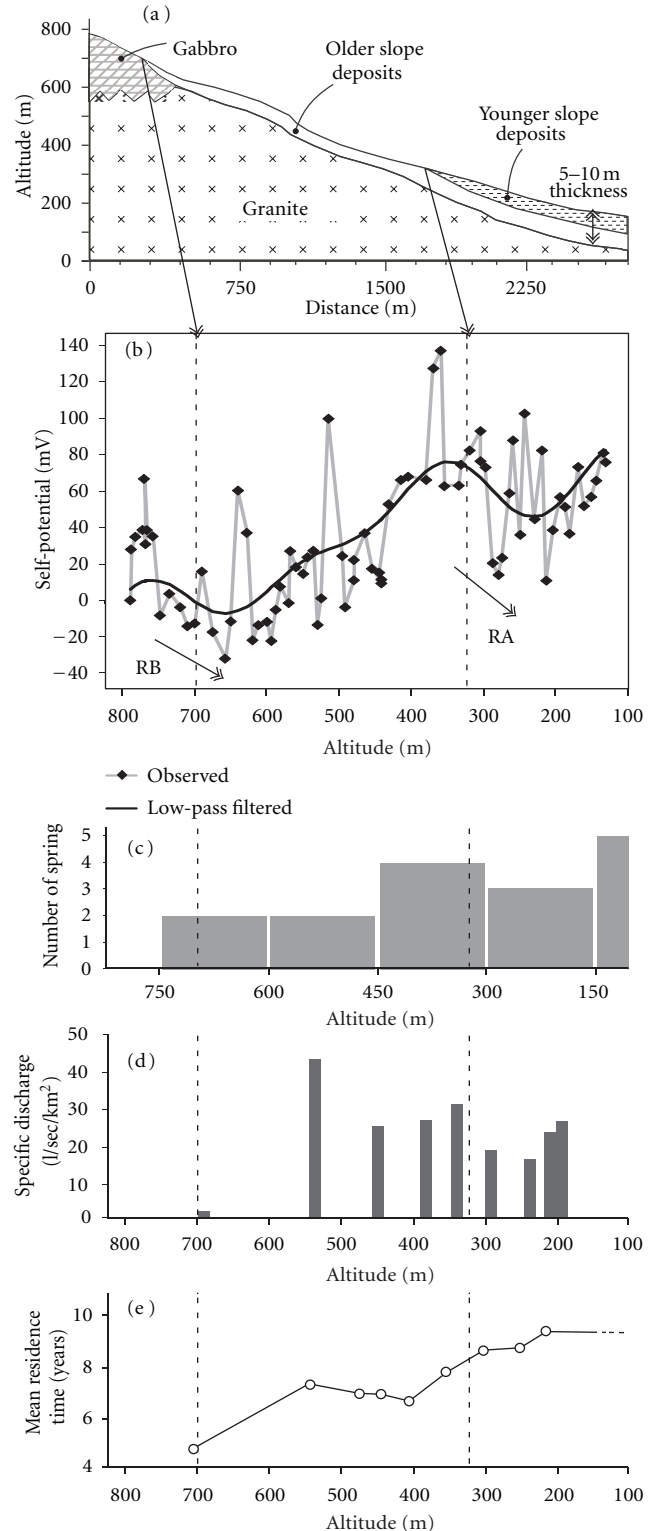 (a)
800
600
400
200
0
Altitude (m)
Gabbro
Older slope
deposits
Younger slope
deposits
5–10 m
thickness
Granite
0 750 1500 2250
Distance (m)
(b)
140
120
100
80
60
40
20
0
−20
−40
Self-potential (mV)
RB
RA
800 700 600 500 400 300 200 100
Altitude (m)
Observed
Low-pass filtered
(c)
5
4
3
2
1
0
Number of spring
750 600 450 300 150
Altitude (m)
(d)
50
40
30
20
10
0
Specific discharge
(l/sec/km²)
800 700 600 500 400 300 200 100
Altitude (m)
(e)
10
8
6
4
Mean residence
time (years)
800 700 600 500 400 300 200 100
Altitude (m)